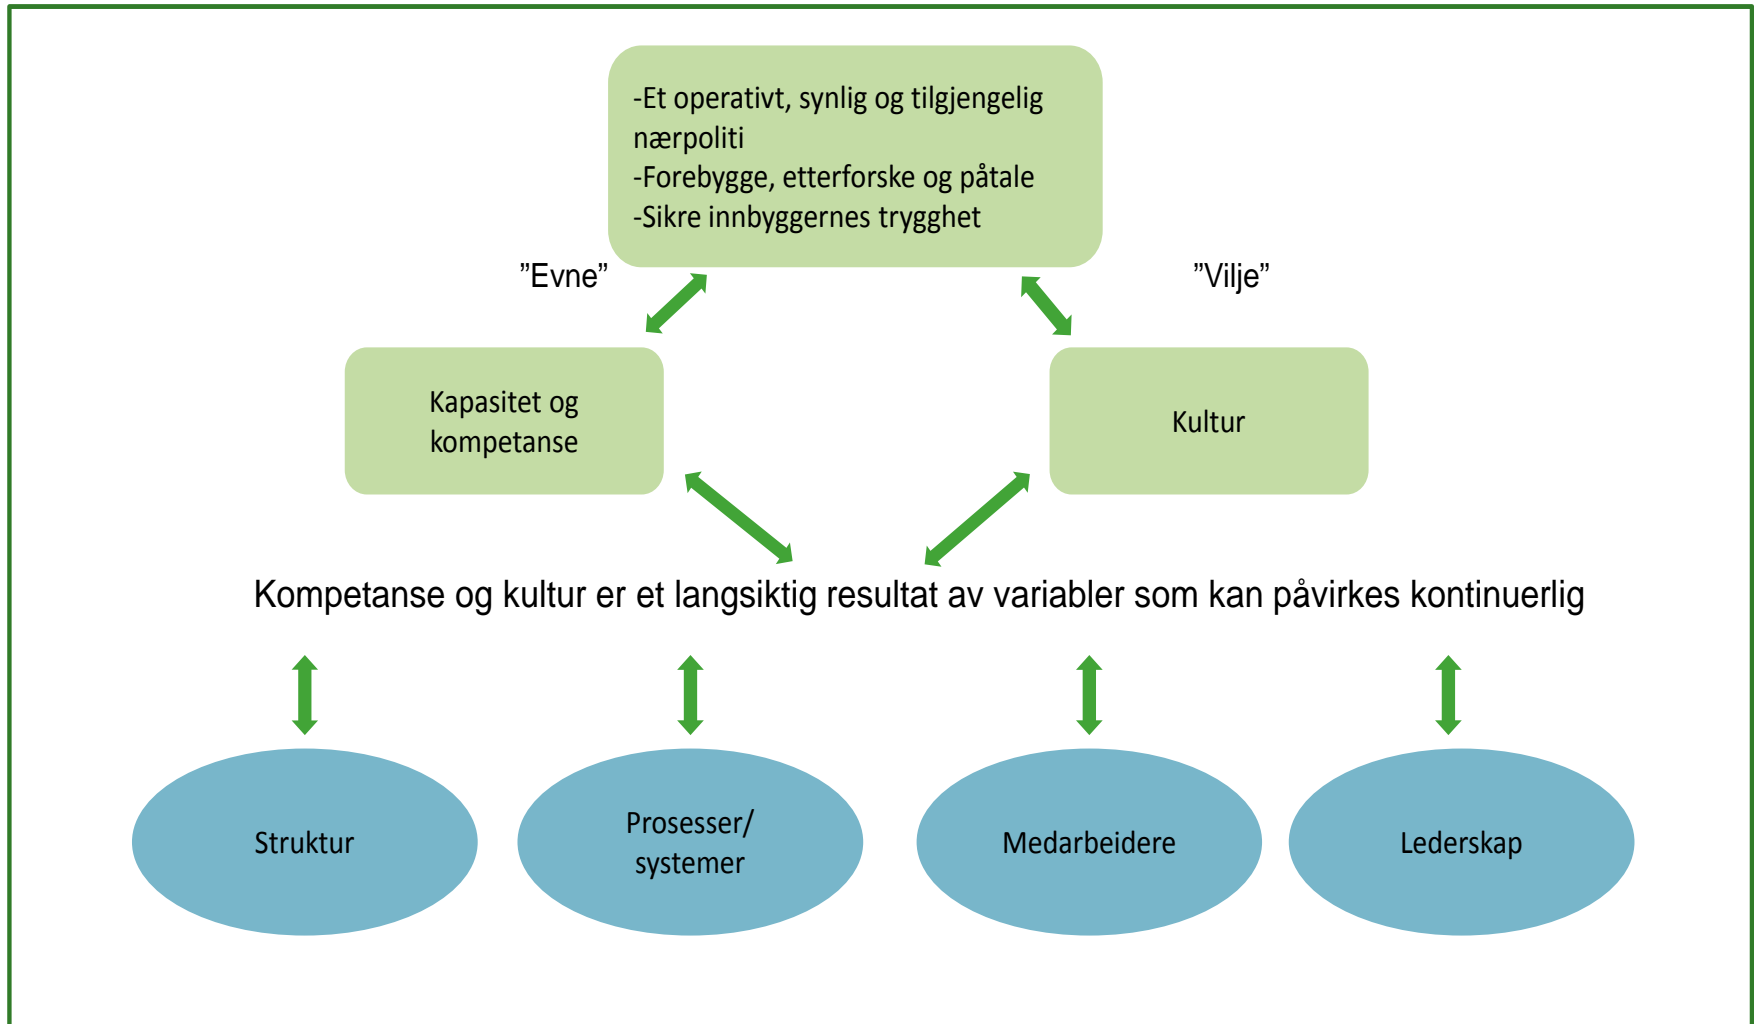 -Et operativt, synlig og tilgjengelig
nærpoliti
-Forebygge, etterforske og påtale
-Sikre innbyggernes trygghet
”Evne”
”Vilje”
Kapasitet og
kompetanse
Kultur
Kompetanse og kultur er et langsiktig resultat av variabler som kan påvirkes kontinuerlig
Struktur
Prosesser/
systemer
Medarbeidere
Lederskap